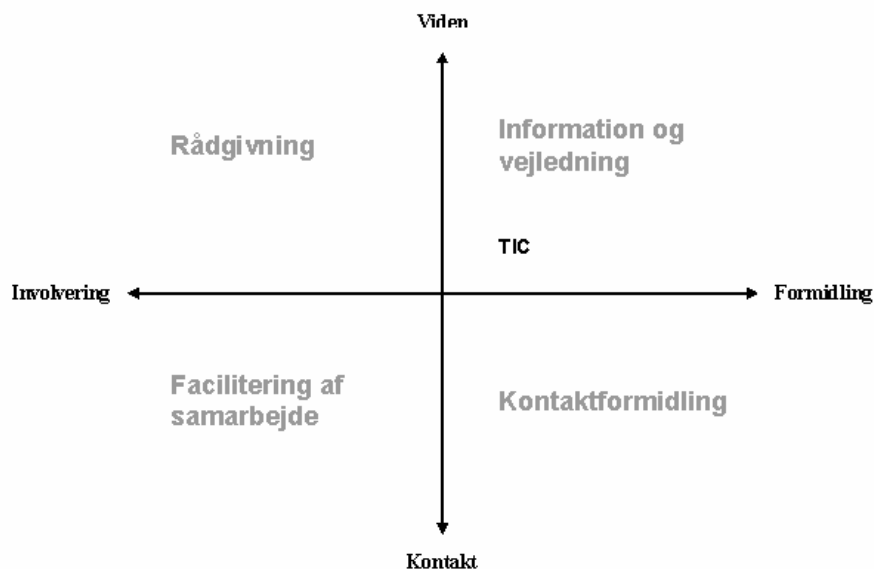 Viden
Rådgivning
Information og
vejledning
TIC
Involvering
Formidling
Facilitering af
samarbejde
Kontaktformidling
Kontakt